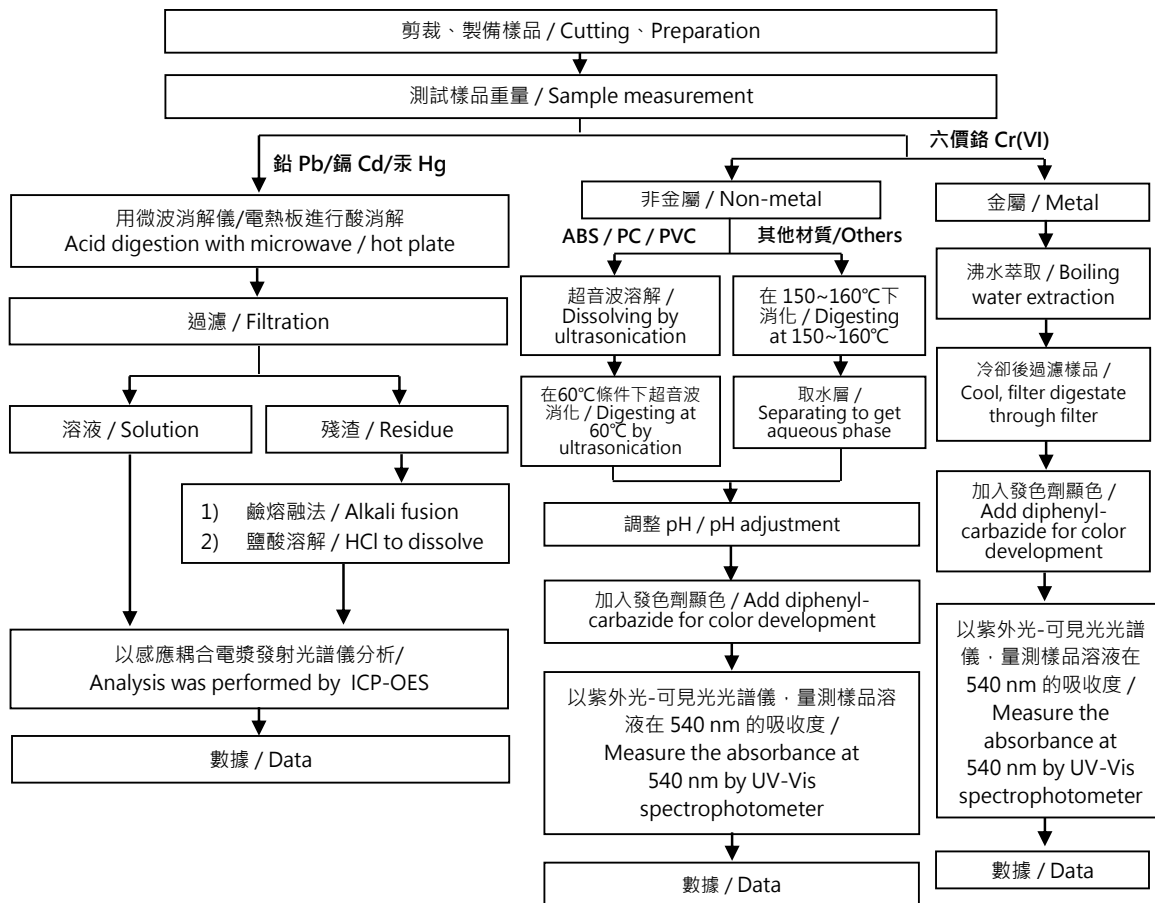 剪裁、製備樣品 / Cutting、Preparation
測試樣品重量 / Sample measurement
鉛 Pb/鎘 Cd/汞 Hg
六價鉻 Cr(VI)
用微波消解儀/電熱板進行酸消解
Acid digestion with microwave / hot plate
過濾 / Filtration
溶液 / Solution
殘渣 / Residue
1) 鹼熔融法 / Alkali fusion
2) 鹽酸溶解 / HCl to dissolve
以感應耦合電漿發射光譜儀分析/
Analysis was performed by ICP-OES
數據 / Data
非金屬 / Non-metal
ABS / PC / PVC
其他材質/Others
超音波溶解 /
Dissolving by
ultrasonication
在60℃條件下超音波
消化 / Digesting at
60℃ by
ultrasonication
在 150~160℃下
消化 / Digesting
at 150~160℃
取水層 /
Separating to get
aqueous phase
調整 pH / pH adjustment
加入發色劑顯色 / Add diphenyl-
carbazide for color development
以紫外光-可見光光譜儀，量測樣品溶
液在 540 nm 的吸收度 /
Measure the absorbance at
540 nm by UV-Vis
spectrophotometer
數據 / Data
金屬 / Metal
沸水萃取 / Boiling
water extraction
冷卻後過濾樣品 /
Cool, filter digestate
through filter
加入發色劑顯色 /
Add diphenyl-
carbazide for color
development
以紫外光-可見光光譜
儀，量測樣品溶液在
540 nm 的吸收度 /
Measure the
absorbance at
540 nm by UV-Vis
spectrophotometer
數據 / Data